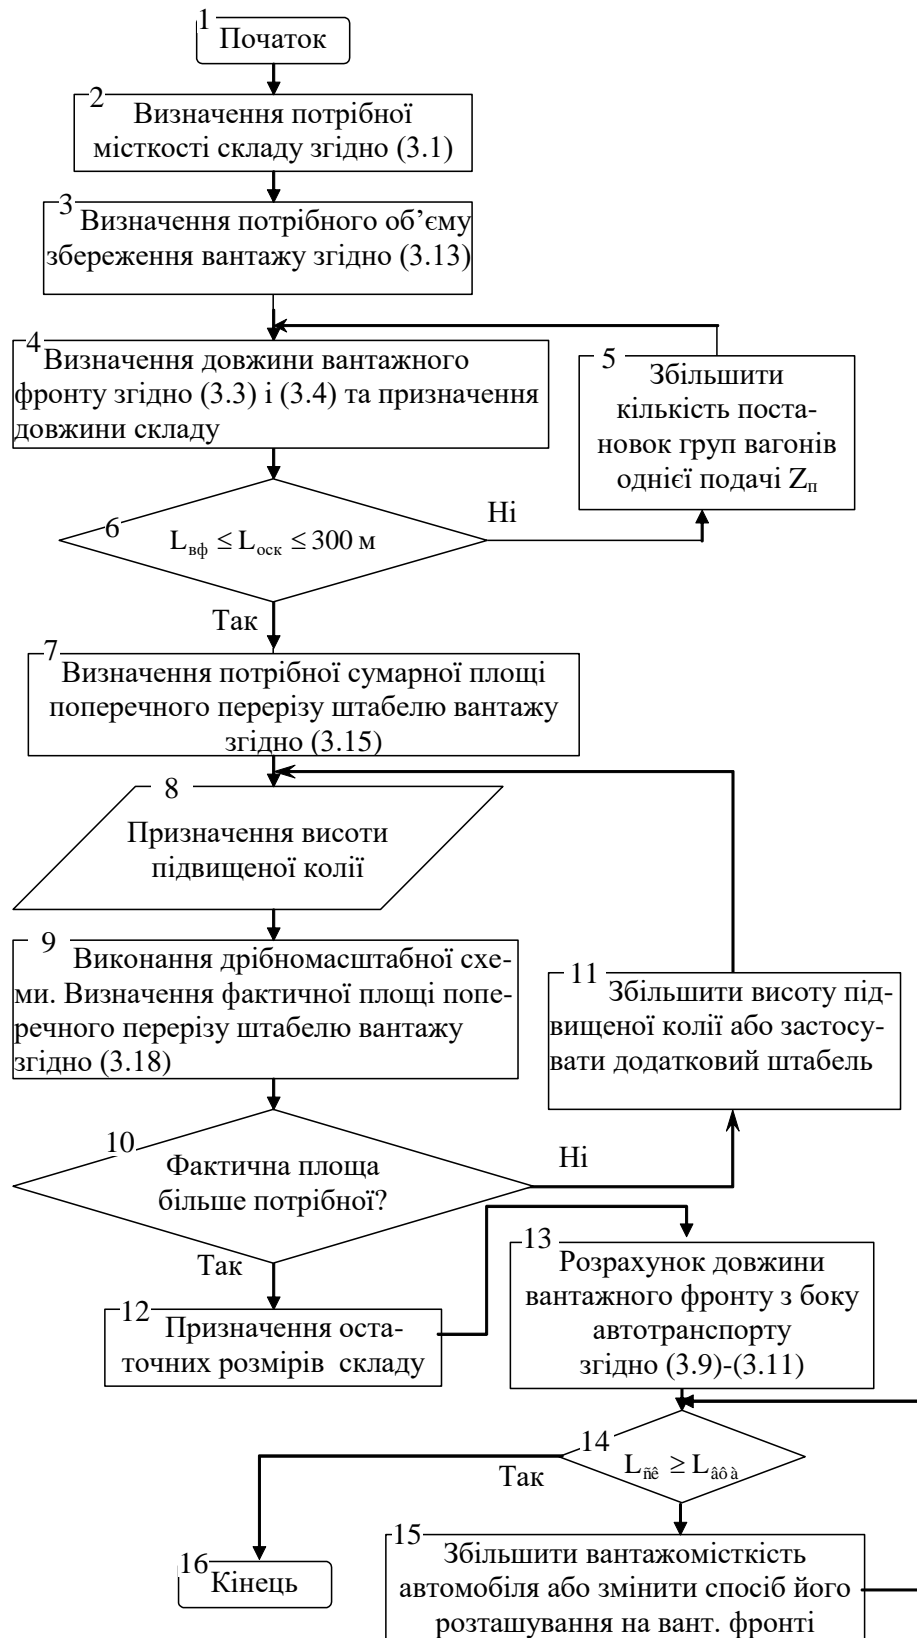 1
Початок
2
Визначення потрібної
місткості складу згідно (3.1)
3
Визначення потрібного об’єму
збереження вантажу згідно (3.13)
4
Визначення довжини вантажного
фронту згідно (3.3) і (3.4) та призначення
довжини складу
5
Збільшити
кількість поста-
новок груп вагонів
однієї подачі Zп
6
Lвф ≤ Lоск ≤ 300 м
Ні
Так
7
Визначення потрібної сумарної площі
поперечного перерізу штабелю вантажу
згідно (3.15)
8
Призначення висоти
підвищеної колії
9
Виконання дрібномасштабної схе-
ми. Визначення фактичної площі попе-
речного перерізу штабелю вантажу
згідно (3.18)
11
Збільшити висоту під-
вищеної колії або застосу-
вати додатковий штабель
10
Фактична площа
більше потрібної?
Ні
Так
12
Призначення оста-
точних розмірів складу
13
Розрахунок довжини
вантажного фронту з боку
автотранспорту
згідно (3.9)-(3.11)
14
Lñê ≥ Lâôà
Так
15
Збільшити вантажомісткість
автомобіля або змінити спосіб його
розташування на вант. фронті
16
Кінець